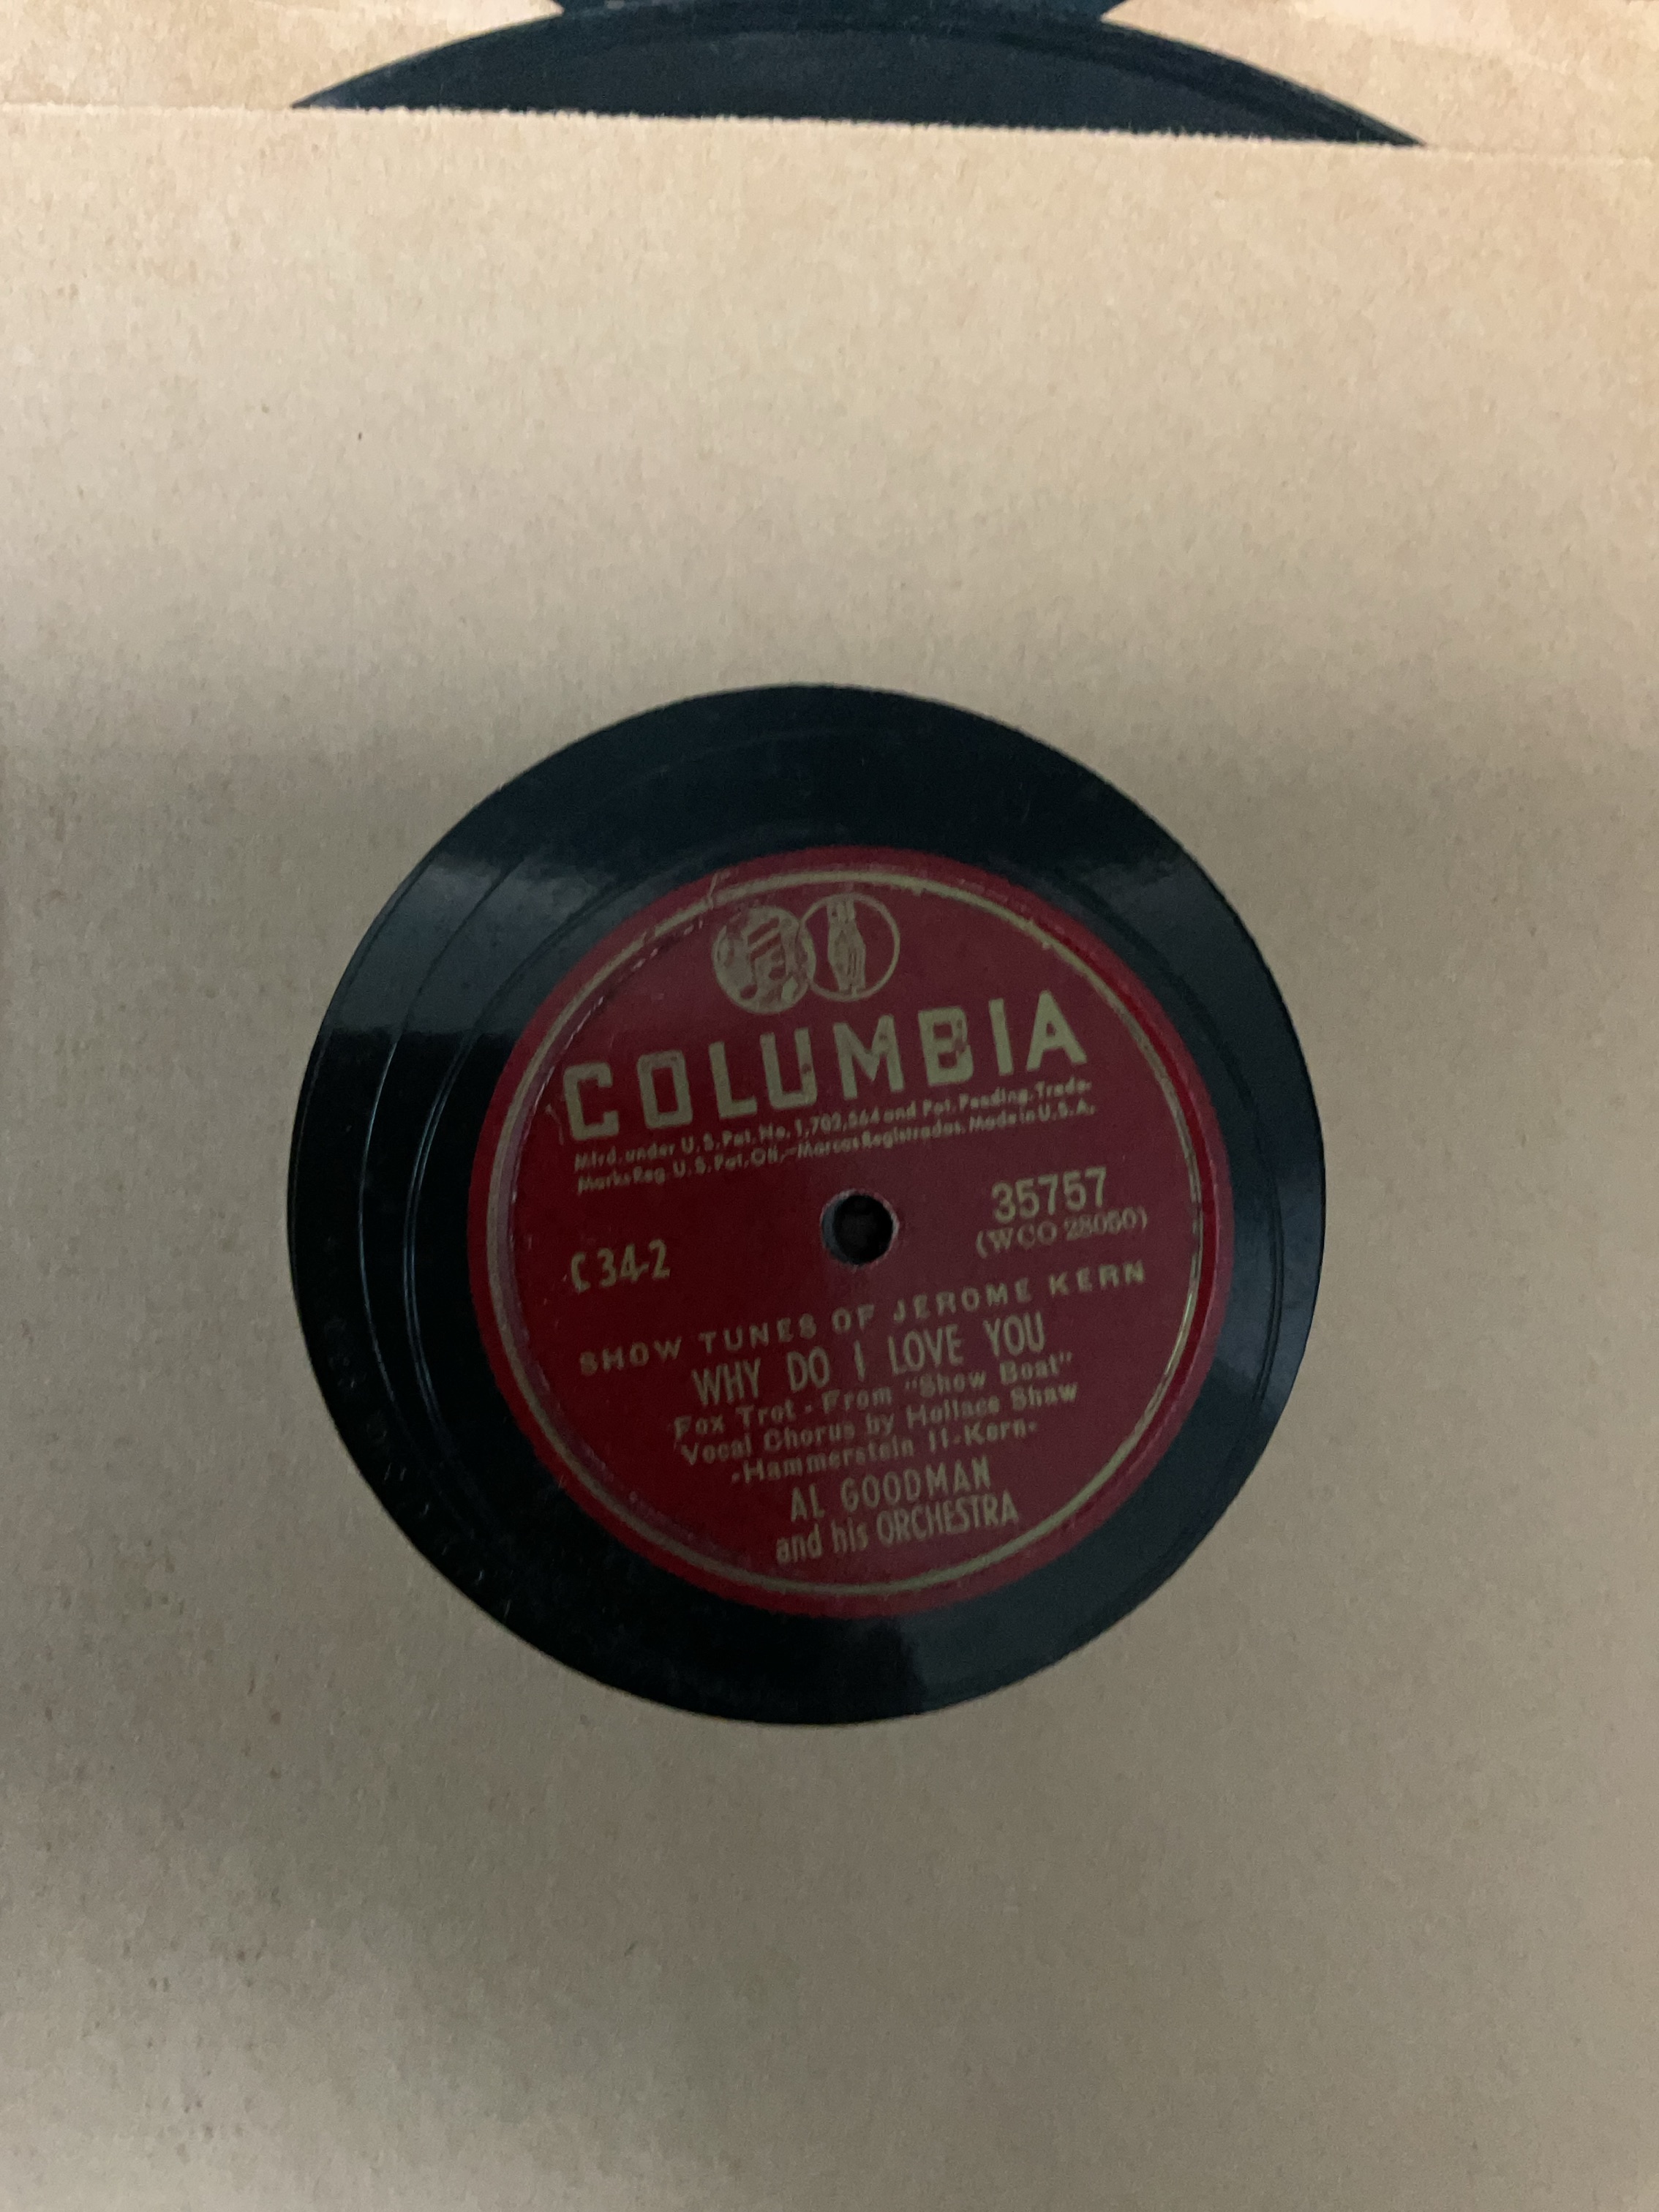 COLUMBIA
Mfrd. under U.S. Pat. No. 1,702,564 and Pat. Pending. Trade-
Marks Reg. U.S. Pat. Off.—Marcas Registradas. Made in U.S.A.
35757
(WCO 28050)
C 34-2
SHOW TUNES OF JEROME KERN
WHY DO I LOVE YOU
Fox Trot - From "Show Boat"
Vocal Chorus by Hollace Shaw
-Hammerstein II-Kern-
AL GOODMAN
and his ORCHESTRA